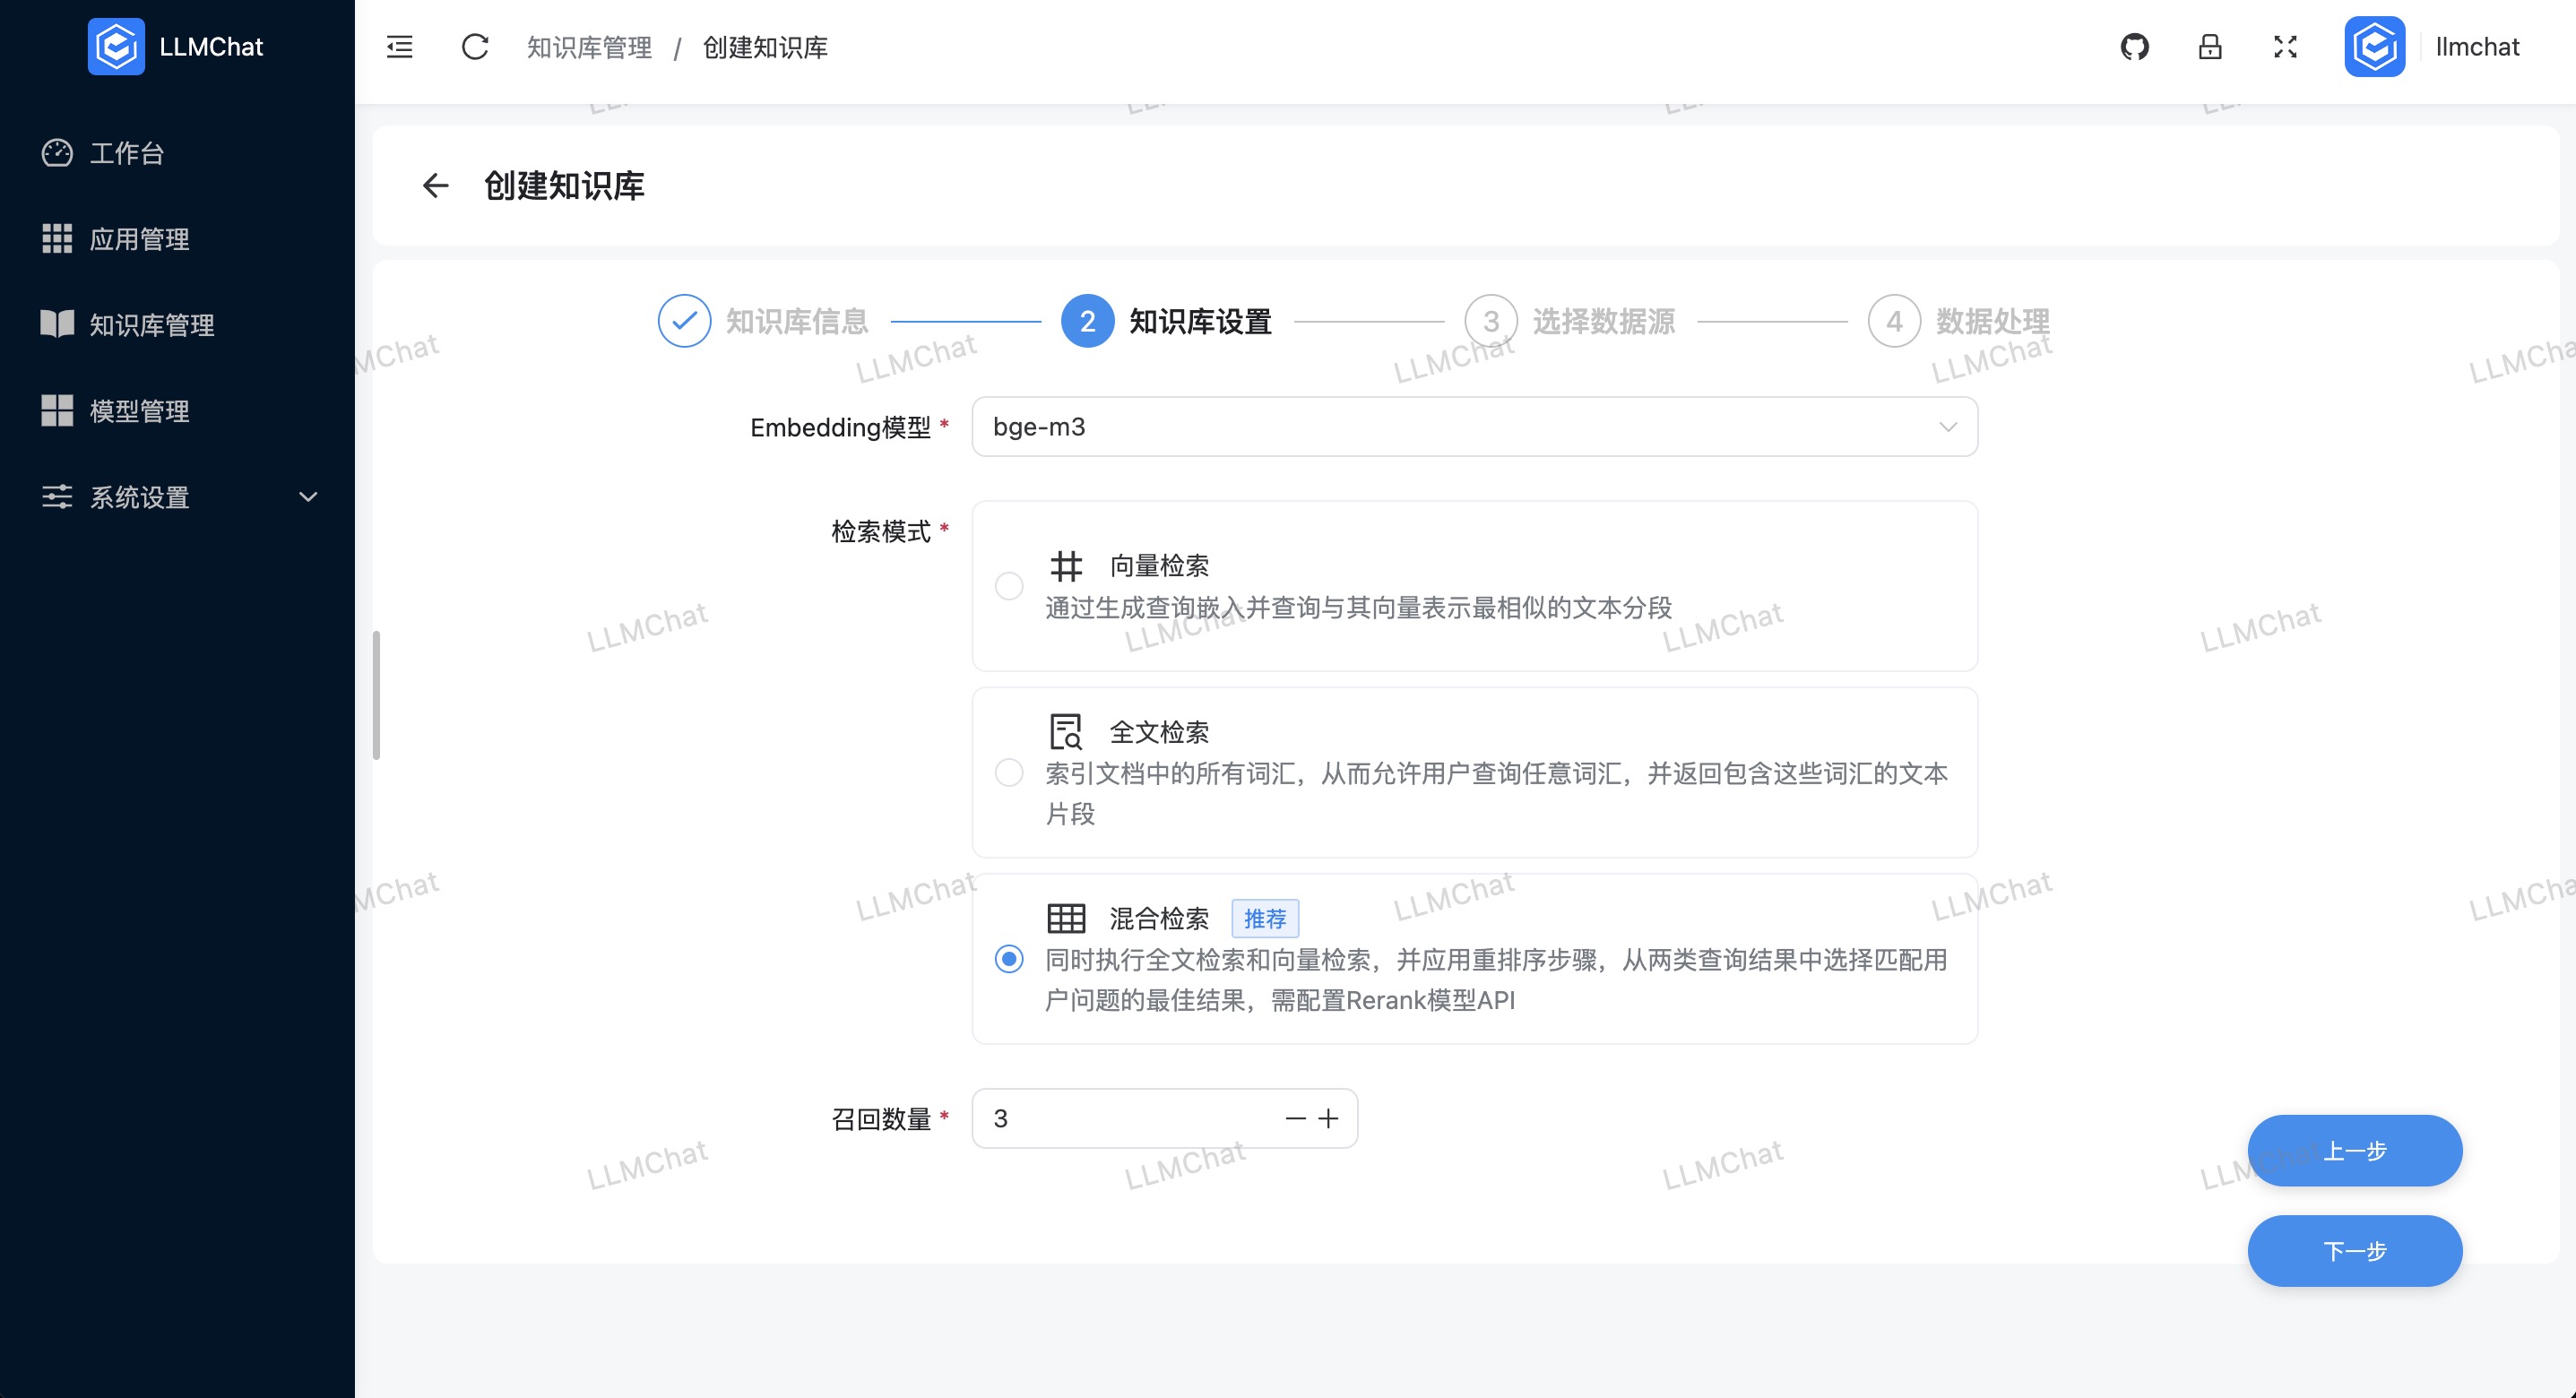 LLMChat
知识库管理 / 创建知识库
llmchat
工作台
应用管理
知识库管理
模型管理
系统设置
创建知识库
知识库信息
2 知识库设置
3 选择数据源
4 数据处理
Embedding模型 *
bge-m3
检索模式 *
向量检索
通过生成查询嵌入并查询与其向量表示最相似的文本分段
全文检索
索引文档中的所有词汇，从而允许用户查询任意词汇，并返回包含这些词汇的文本
片段
混合检索 推荐
同时执行全文检索和向量检索，并应用重排序步骤，从两类查询结果中选择匹配用
户问题的最佳结果，需配置Rerank模型API
召回数量 *
3
上一步
下一步
LLMChat
LLMChat
LLMChat
LLMChat
LLMChat
LLMChat
LLMChat
LLMChat
LLMChat
LLMChat
LLMChat
LLMChat
LLMChat